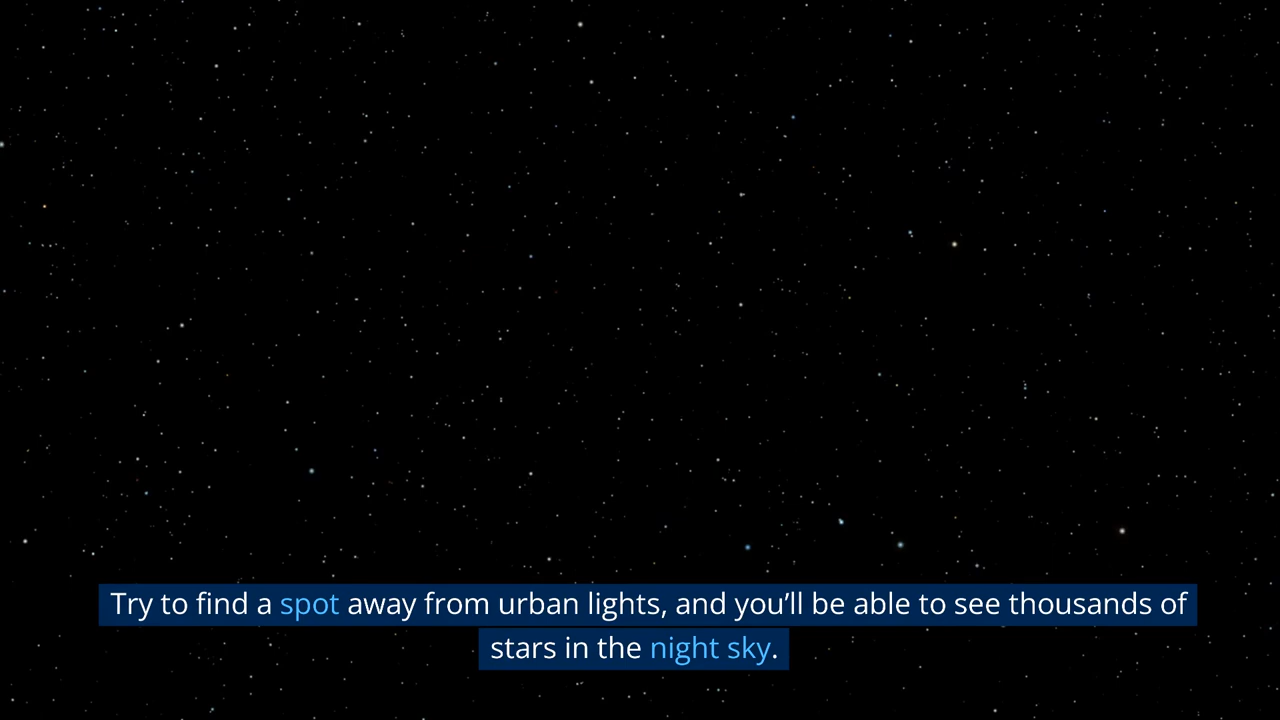 Try to find a spot away from urban lights, and you’ll be able to see thousands of
stars in the night sky.